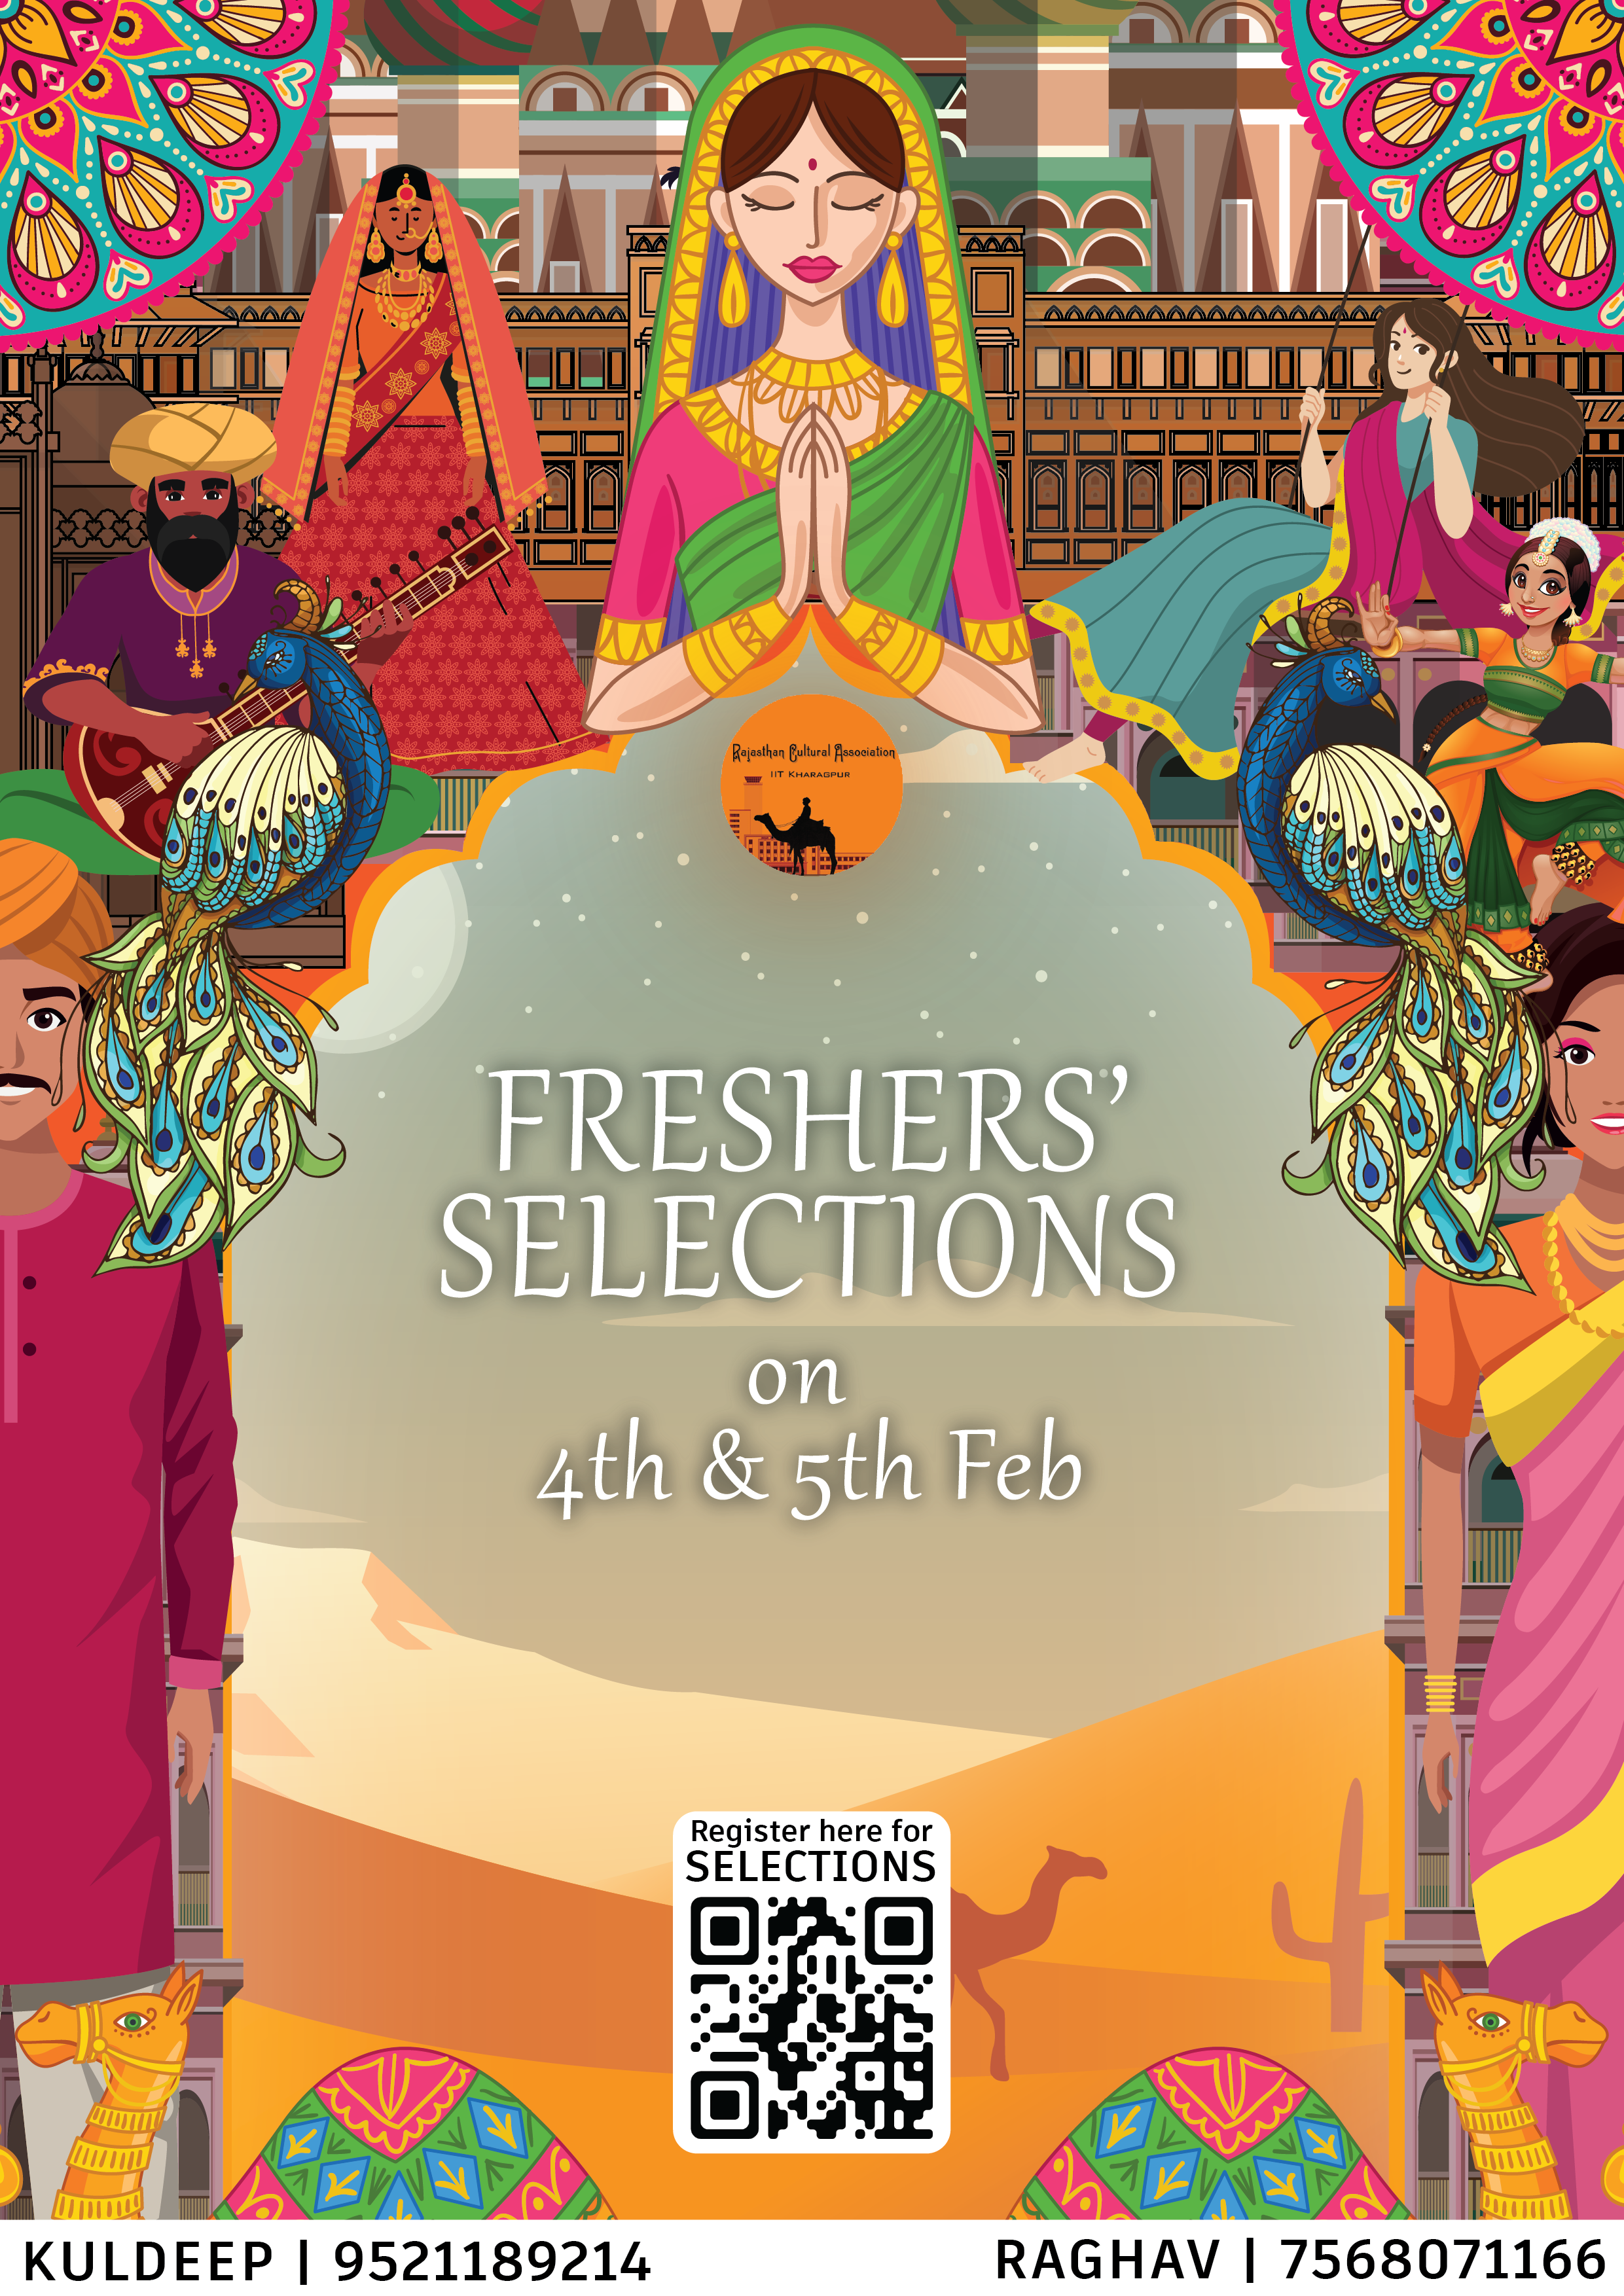 Rajasthan Cultural Association
IIT KHARAGPUR
FRESHERS'
SELECTIONS
on
4th & 5th Feb
Register here for
SELECTIONS
KULDEEP | 9521189214
RAGHAV | 7568071166